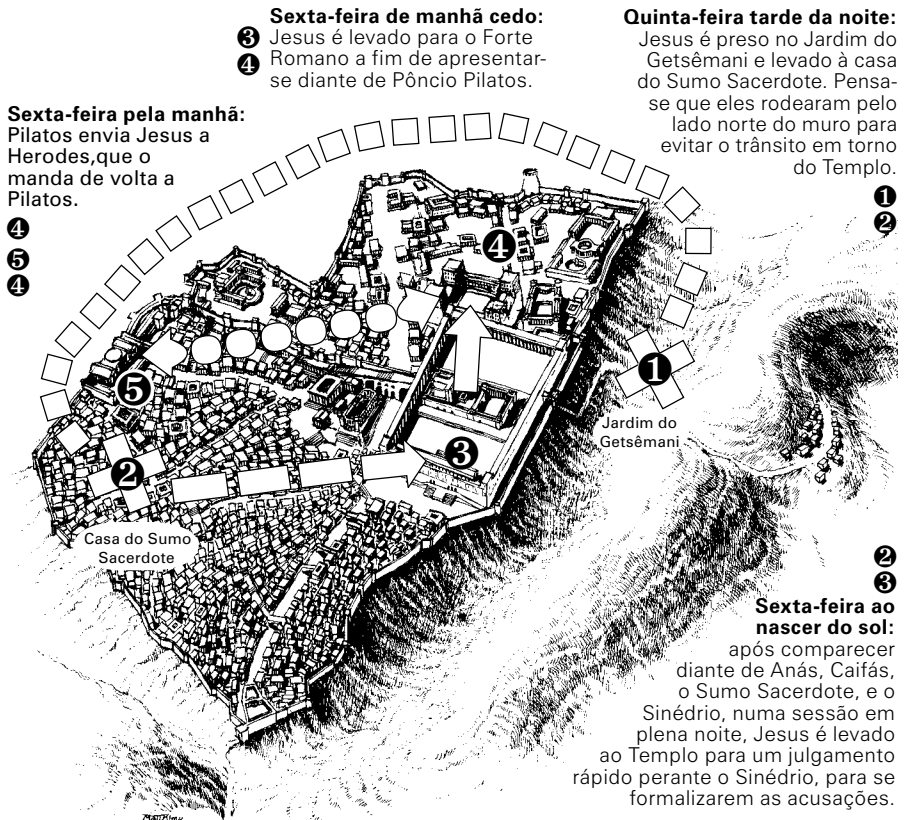 Sexta-feira de manhã cedo:
❸ Jesus é levado para o Forte
❹ Romano a fim de apresentar-
se diante de Pôncio Pilatos.
Quinta-feira tarde da noite:
Jesus é preso no Jardim do
Getsêmani e levado à casa
do Sumo Sacerdote. Pensa-
se que eles rodearam pelo
lado norte do muro para
evitar o trânsito em torno
do Templo.
❶
❷
Sexta-feira pela manhã:
Pilatos envia Jesus a
Herodes,que o
manda de volta a
Pilatos.
❹
❺
❹
❹
❶
Jardim do
Getsêmani
❺
❸
❷
Casa do Sumo
Sacerdote
❷
❸
Sexta-feira ao
nascer do sol:
após comparecer
diante de Anás, Caifás,
o Sumo Sacerdote, e o
Sinédrio, numa sessão em
plena noite, Jesus é levado
ao Templo para um julgamento
rápido perante o Sinédrio, para se
formalizarem as acusações.